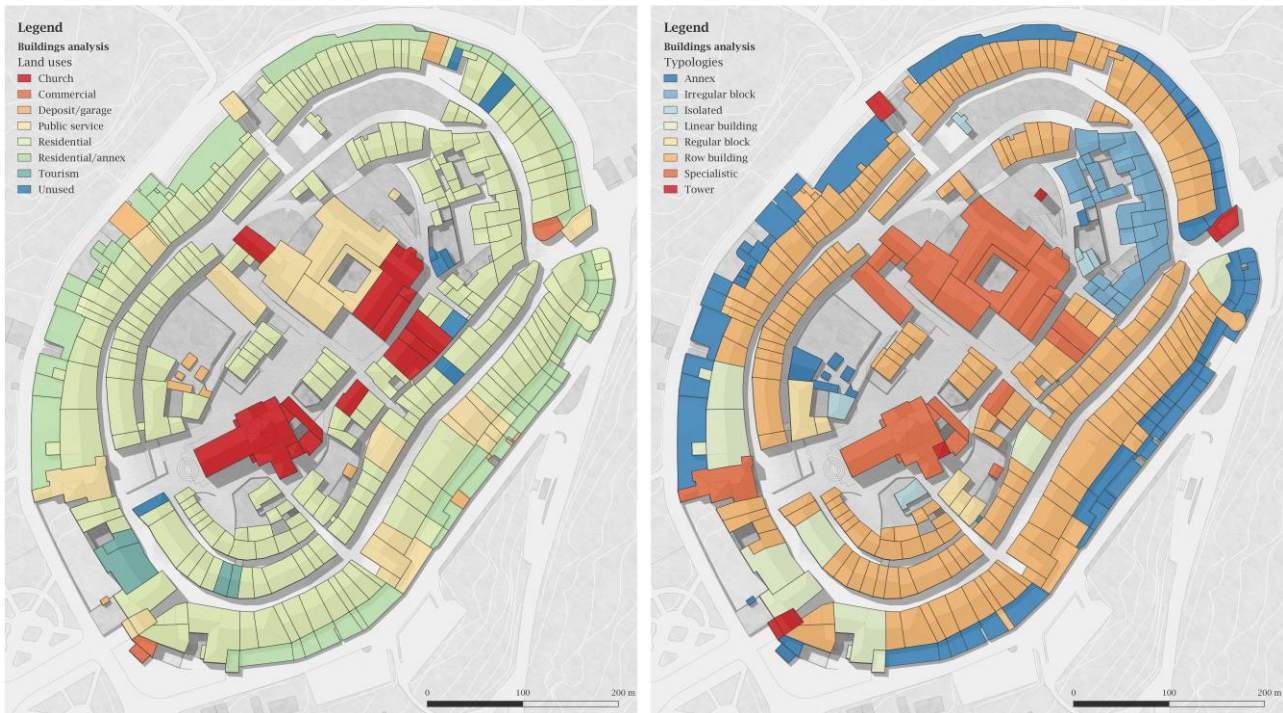 Legend
Buildings analysis
Land uses
Church
Commercial
Deposit/garage
Public service
Residential
Residential/annex
Tourism
Unused
0 100 200 m
Legend
Buildings analysis
Typologies
Annex
Irregular block
Isolated
Linear building
Regular block
Row building
Specialistic
Tower
0 100 200 m